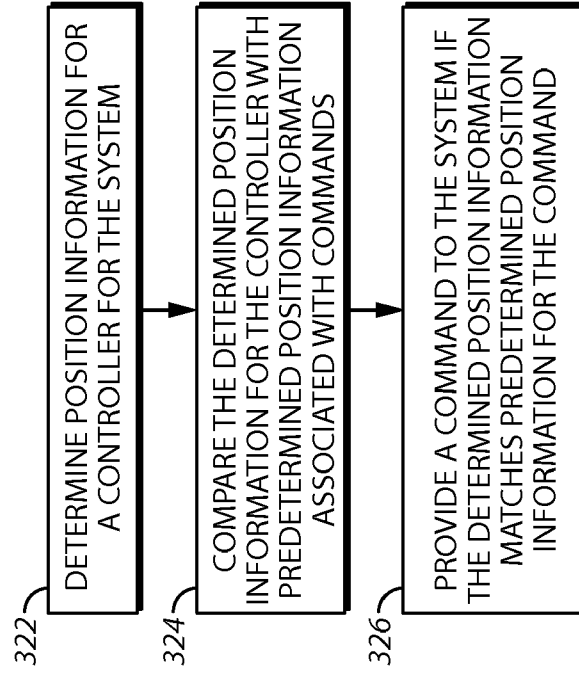 322
DETERMINE POSITION INFORMATION FOR
A CONTROLLER FOR THE SYSTEM
324
COMPARE THE DETERMINED POSITION
INFORMATION FOR THE CONTROLLER WITH
PREDETERMINED POSITION INFORMATION
ASSOCIATED WITH COMMANDS
326
PROVIDE A COMMAND TO THE SYSTEM IF
THE DETERMINED POSITION INFORMATION
MATCHES PREDETERMINED POSITION
INFORMATION FOR THE COMMAND